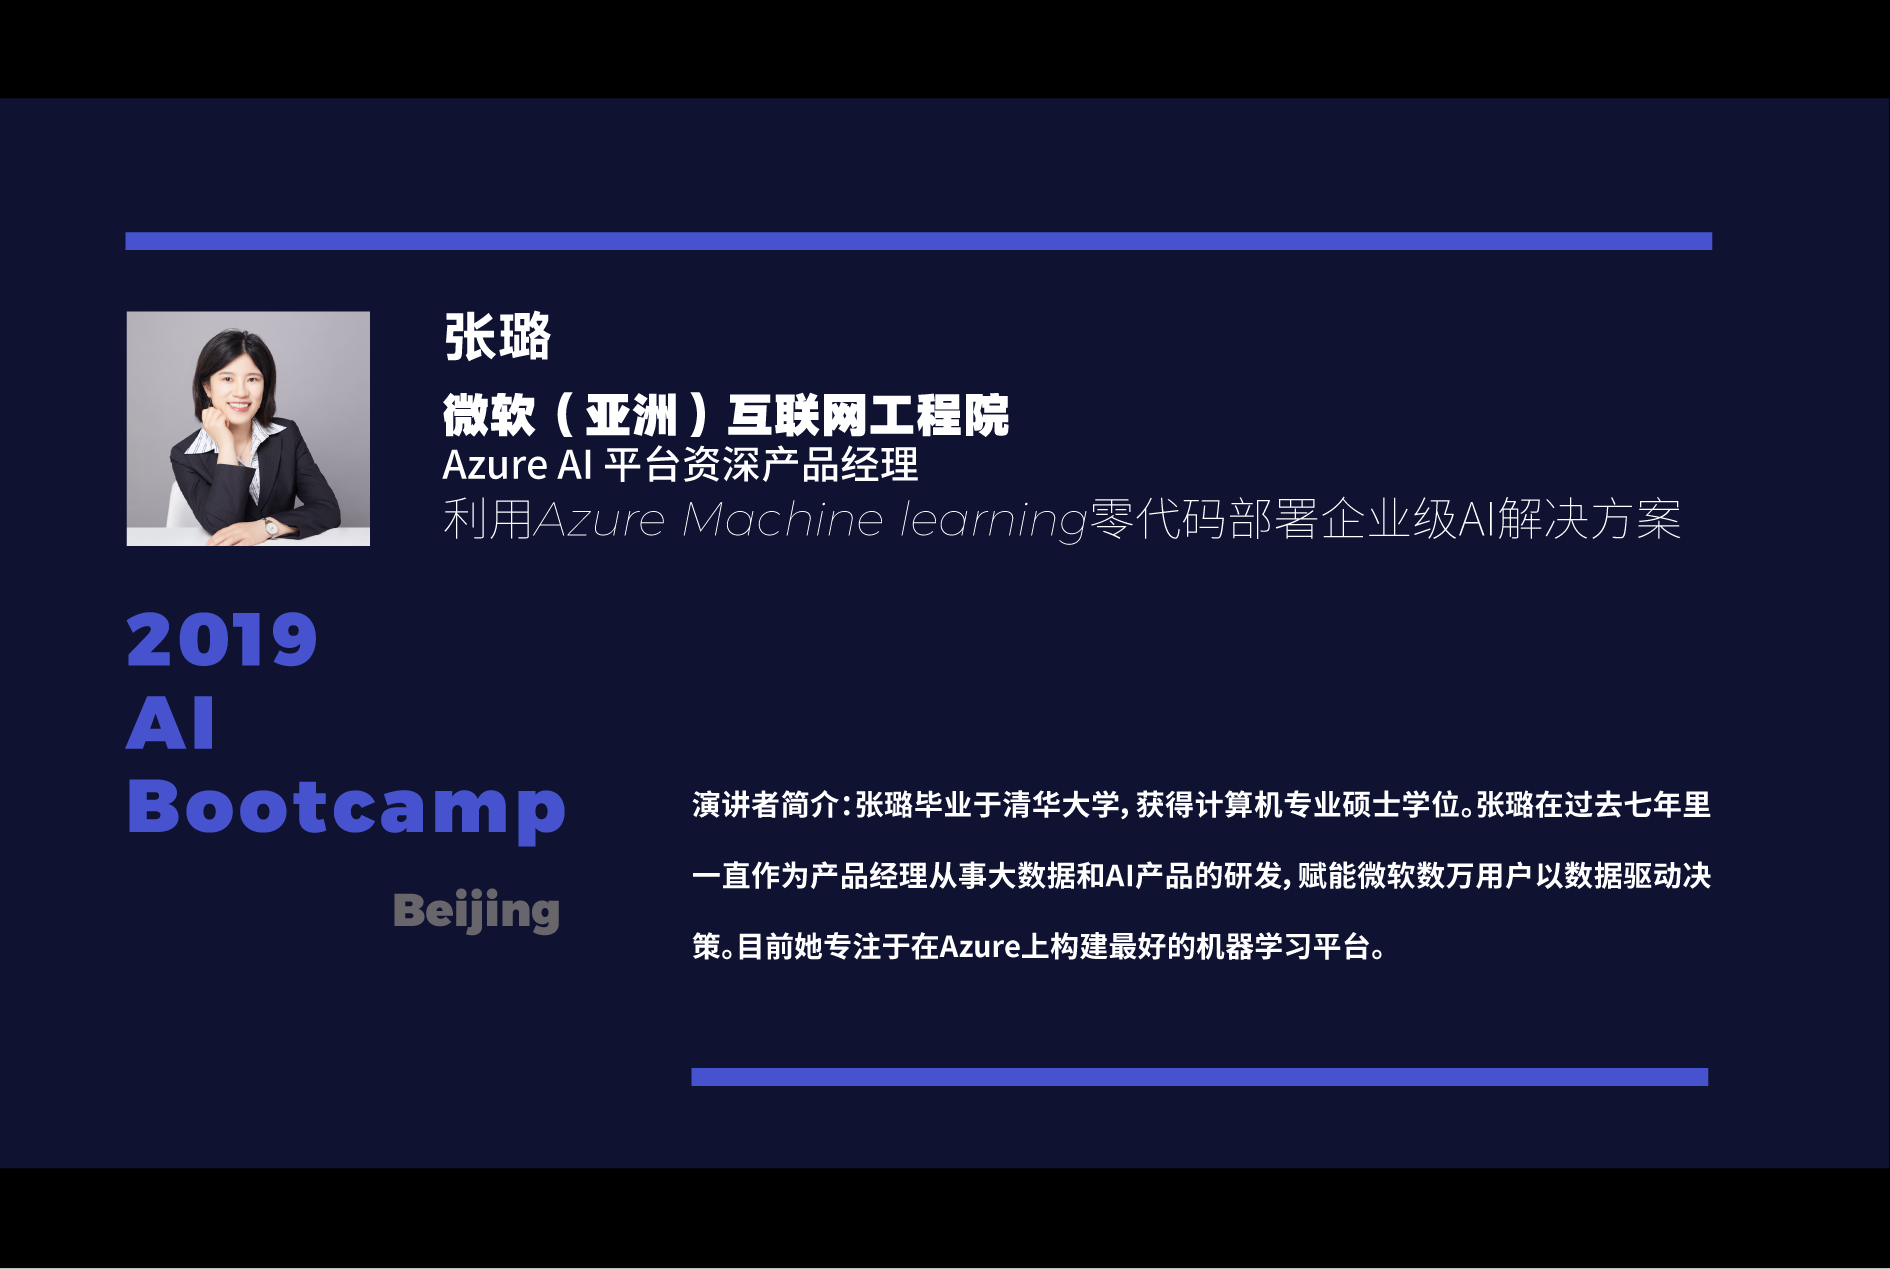 张璐
微软（亚洲）互联网工程院
Azure AI 平台资深产品经理
利用Azure Machine learning零代码部署企业级AI解决方案
2019
AI
Bootcamp
Beijing
演讲者简介：张璐毕业于清华大学，获得计算机专业硕士学位。张璐在过去七年里
一直作为产品经理从事大数据和AI产品的研发，赋能微软数万用户以数据驱动决
策。目前她专注于在Azure上构建最好的机器学习平台。